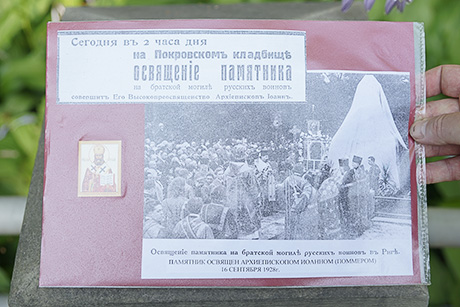 Сегодня въ 2 часа дня
на Покровскомъ кладбищѣ
ОСВЯЩЕНІЕ ПАМЯТНИКА
на братской могилѣ русскихъ воиновъ
совершитъ Его Высокопреосвященство Архіепископъ Іоаннъ.
Освященіе памятника на братской могилѣ русскихъ воиновъ въ Ригѣ.
ПАМЯТНИК ОСВЯЩЕН АРХИЕПИСКОПОМ ИОАННОМ (ПОММЕРОМ)
16 СЕНТЯБРЯ 1928г.